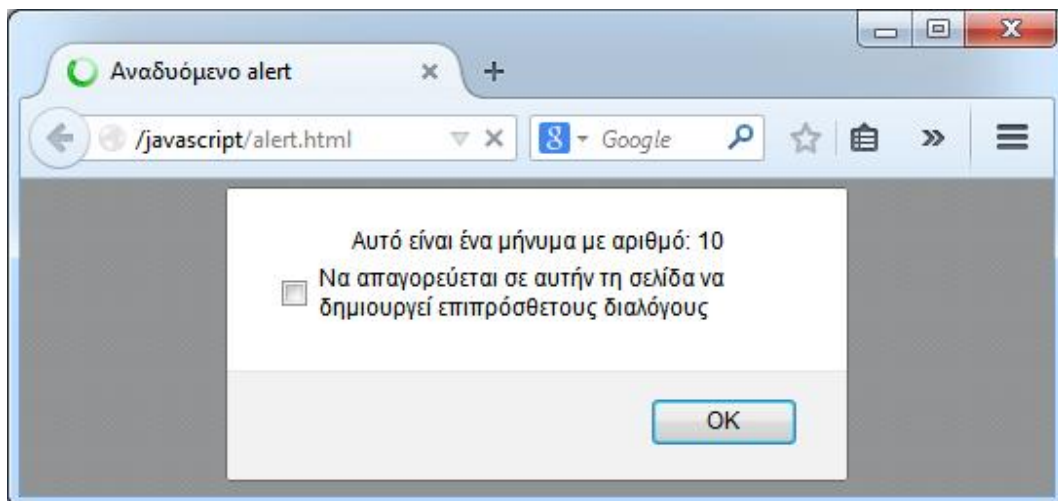 Αναδυόμενο alert
/javascript/alert.html
8 Google
Αυτό είναι ένα μήνυμα με αριθμό: 10
Να απαγορεύεται σε αυτήν τη σελίδα να
δημιουργεί επιπρόσθετους διαλόγους
OK